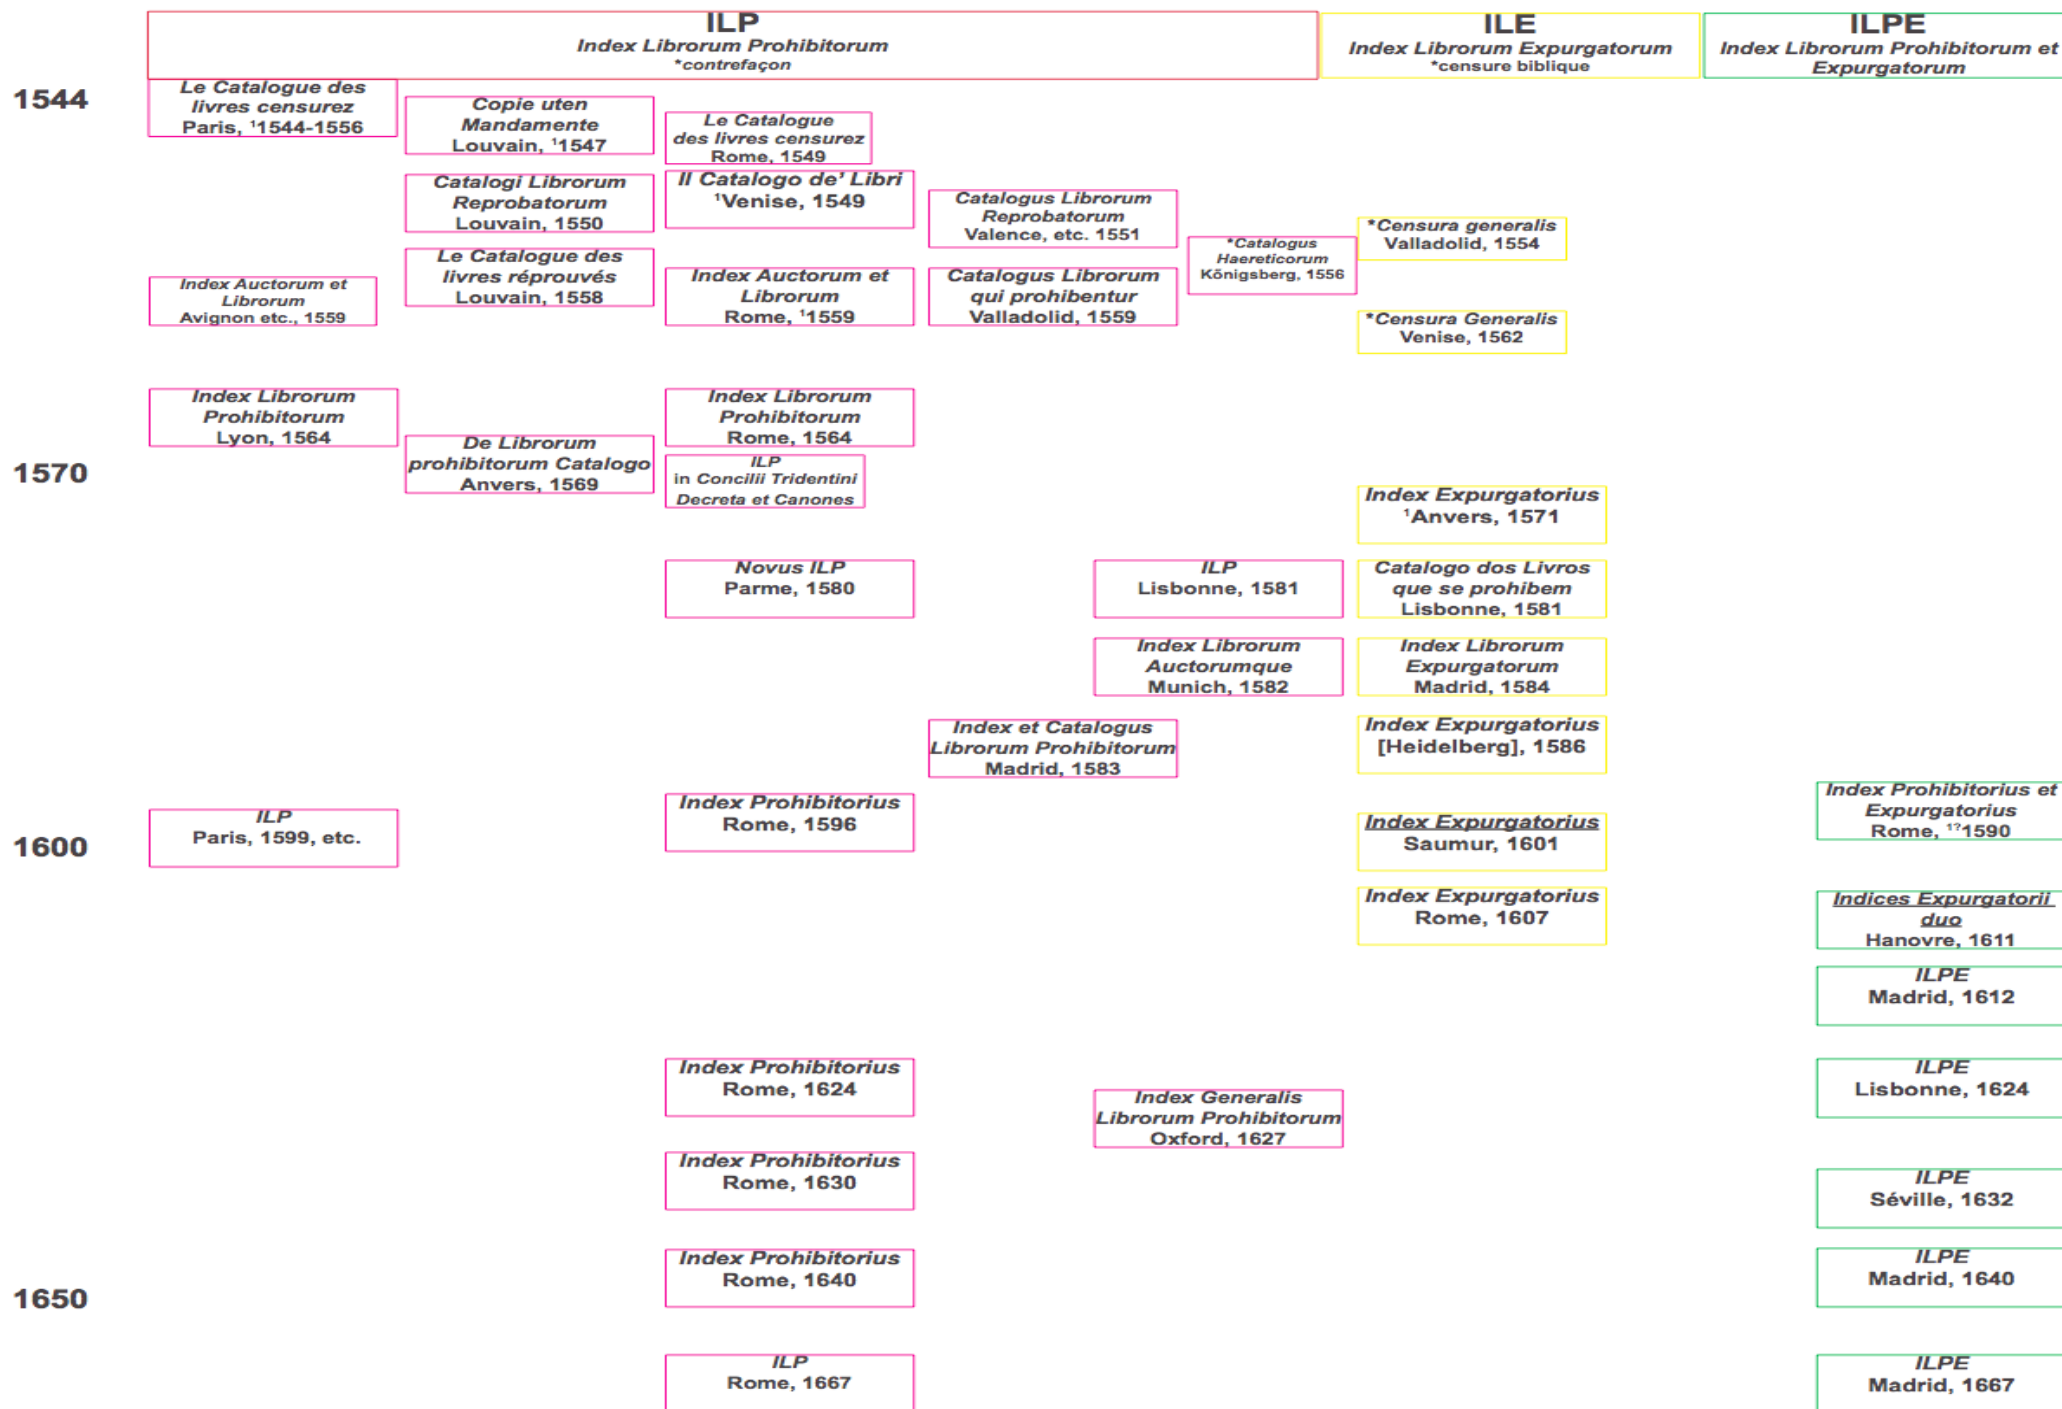 ILP
Index Librorum Prohibitorum
*contrefaçon
ILE
Index Librorum Expurgatorum
*censure biblique
ILPE
Index Librorum Prohibitorum et
Expurgatorum
1544
Le Catalogue des
livres censurez
Paris, ¹1544-1556
Copie uten
Mandamente
Louvain, ¹1547
Le Catalogue
des livres censurez
Rome, 1549
Catalogi Librorum
Reprobatorum
Louvain, 1550
Il Catalogo de' Libri
¹Venise, 1549
Catalogus Librorum
Reprobatorum
Valence, etc. 1551
*Censura generalis
Valladolid, 1554
*Catalogus
Haereticorum
Kőnigsberg, 1556
Le Catalogue des
livres réprouvés
Louvain, 1558
Index Auctorum et
Librorum
Avignon etc., 1559
Index Auctorum et
Librorum
Rome, ¹1559
Catalogus Librorum
qui prohibentur
Valladolid, 1559
*Censura Generalis
Venise, 1562
Index Librorum
Prohibitorum
Lyon, 1564
Index Librorum
Prohibitorum
Rome, 1564
1570
De Librorum
prohibitorum Catalogo
Anvers, 1569
ILP
in Concilii Tridentini
Decreta et Canones
Index Expurgatorius
¹Anvers, 1571
Novus ILP
Parme, 1580
ILP
Lisbonne, 1581
Catalogo dos Livros
que se prohibem
Lisbonne, 1581
Index Librorum
Auctorumque
Munich, 1582
Index Librorum
Expurgatorum
Madrid, 1584
Index et Catalogus
Librorum Prohibitorum
Madrid, 1583
Index Expurgatorius
[Heidelberg], 1586
Index Prohibitorius et
Expurgatorius
Rome, ¹?1590
1600
ILP
Paris, 1599, etc.
Index Prohibitorius
Rome, 1596
Index Expurgatorius
Saumur, 1601
Index Expurgatorius
Rome, 1607
Indices Expurgatorii
duo
Hanovre, 1611
ILPE
Madrid, 1612
Index Prohibitorius
Rome, 1624
Index Generalis
Librorum Prohibitorum
Oxford, 1627
ILPE
Lisbonne, 1624
Index Prohibitorius
Rome, 1630
ILPE
Séville, 1632
1650
Index Prohibitorius
Rome, 1640
ILPE
Madrid, 1640
ILP
Rome, 1667
ILPE
Madrid, 1667